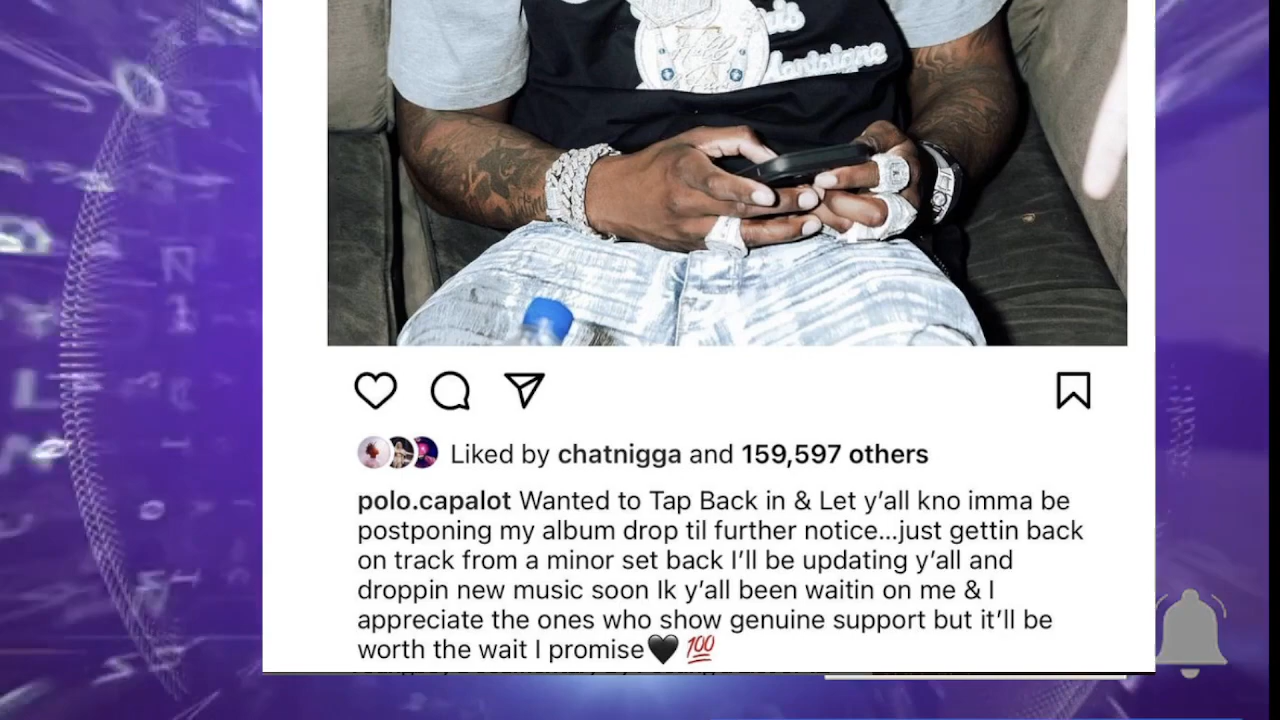 Liked by chatnigga and 159,597 others
polo.capalot Wanted to Tap Back in & Let y’all kno imma be
postponing my album drop til further notice...just gettin back
on track from a minor set back I’ll be updating y’all and
droppin new music soon Ik y’all been waitin on me & I
appreciate the ones who show genuine support but it’ll be
worth the wait I promise🖤 💯